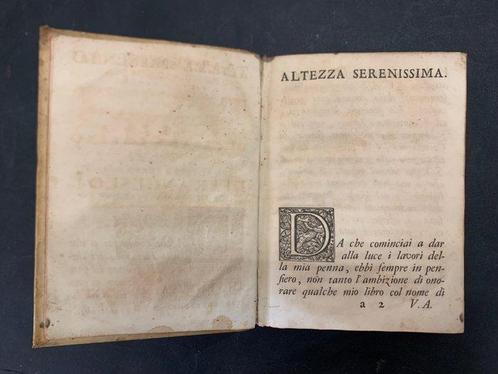 ALTEZZA SERENISSIMA.
DA che cominciai a dar
alla luce i lavori del-
la mia penna, ebbi ſempre in pen-
ſiero, non tanto l'ambizione di ono-
rare qualche mio libro col nome di
a 2 V. A.